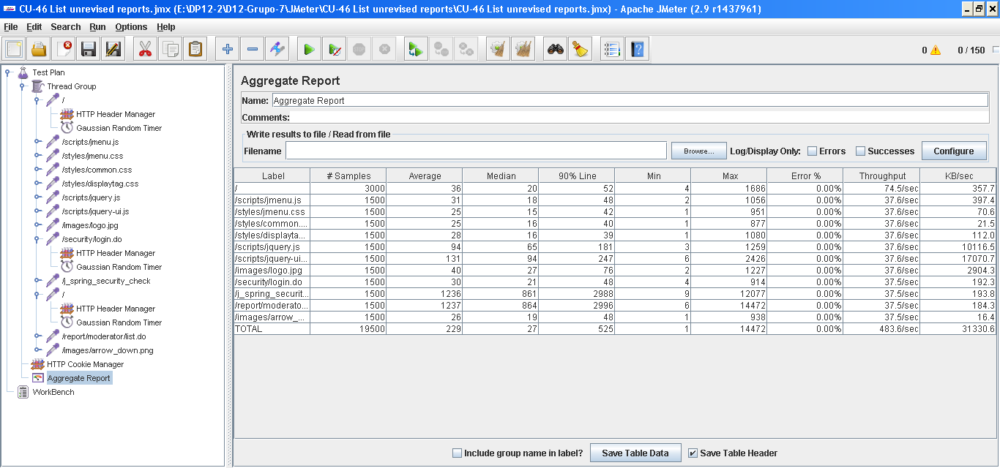 CU-46 List unrevised reports.jmx (E:\DP12-2\D12-Grupo-7\JMeter\CU-46 List unrevised reports\CU-46 List unrevised reports.jmx) - Apache JMeter (2.9 r1437961)
File Edit Search Run Options Help
0 0 / 150
Test Plan
Thread Group
/
HTTP Header Manager
Gaussian Random Timer
/scripts/jmenu.js
/styles/jmenu.css
/styles/common.css
/styles/displaytag.css
/scripts/jquery.js
/scripts/jquery-ui.js
/images/logo.jpg
/security/login.do
HTTP Header Manager
Gaussian Random Timer
/j_spring_security_check
/
HTTP Header Manager
Gaussian Random Timer
/report/moderator/list.do
/images/arrow_down.png
HTTP Cookie Manager
Aggregate Report
WorkBench
Aggregate Report
Name: Aggregate Report
Comments:
Write results to file / Read from file
Filename Browse... Log/Display Only: Errors Successes Configure
Label # Samples Average Median 90% Line Min Max Error % Throughput KB/sec
/ 3000 36 20 52 4 1686 0.00% 74.5/sec 357.7
/scripts/jmenu.js 1500 31 18 48 2 1056 0.00% 37.6/sec 397.4
/styles/jmenu.css 1500 25 15 42 1 951 0.00% 37.6/sec 70.6
/styles/common.... 1500 25 16 40 1 877 0.00% 37.6/sec 21.5
/styles/displayta... 1500 28 16 39 1 1080 0.00% 37.6/sec 112.0
/scripts/jquery.js 1500 94 65 181 3 1259 0.00% 37.6/sec 10116.5
/scripts/jquery-ui... 1500 131 94 247 6 2426 0.00% 37.6/sec 17070.7
/images/logo.jpg 1500 40 27 76 2 1227 0.00% 37.6/sec 2904.3
/security/login.do 1500 30 21 48 4 914 0.00% 37.6/sec 192.3
/j_spring_securit... 1500 1236 861 2988 9 12077 0.00% 37.5/sec 193.8
/report/moderato... 1500 1237 864 2996 6 14472 0.00% 37.5/sec 184.3
/images/arrow_... 1500 26 19 48 1 938 0.00% 37.5/sec 16.4
TOTAL 19500 229 27 525 1 14472 0.00% 483.6/sec 31330.6
Include group name in label? Save Table Data Save Table Header